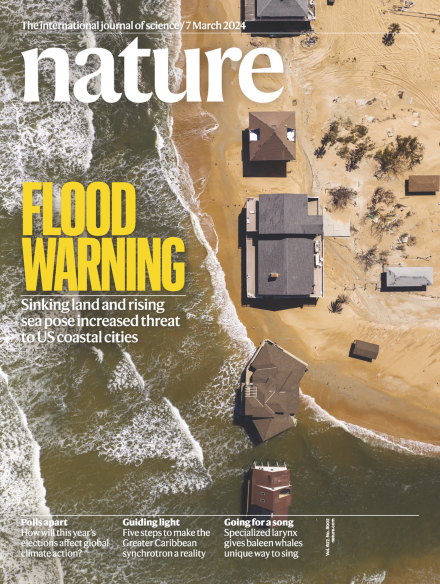 The international journal of science / 7 March 2024
nature
FLOOD
WARNING
Sinking land and rising
sea pose increased threat
to US coastal cities
Polls apart
How will this year's
elections affect global
climate action?
Guiding light
Five steps to make the
Greater Caribbean
synchrotron a reality
Going for a song
Specialized larynx
gives baleen whales
unique way to sing